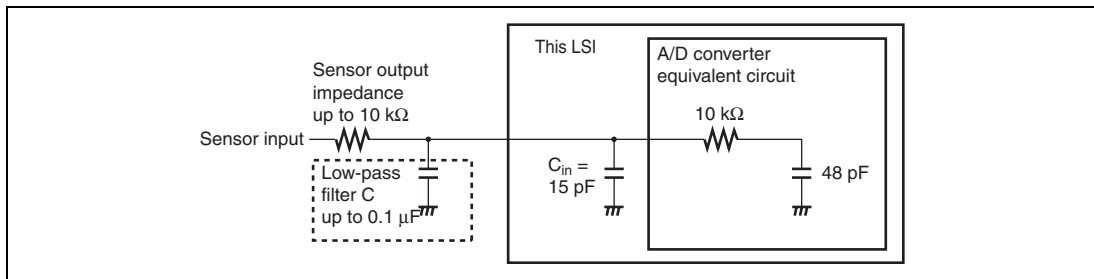 This LSI
A/D converter
equivalent circuit
Sensor output
impedance
up to 10 kΩ
10 kΩ
Sensor input
Low-pass
filter C
up to 0.1 μF
Cin =
15 pF
48 pF